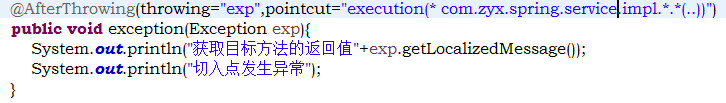 @AfterThrowing(throwing="exp",pointcut="execution(* com.zyx.spring.service.impl.*.*(..))")
public void exception(Exception exp){
System.out.println("获取目标方法的返回值"+exp.getLocalizedMessage());
System.out.println("切入点发生异常");
}